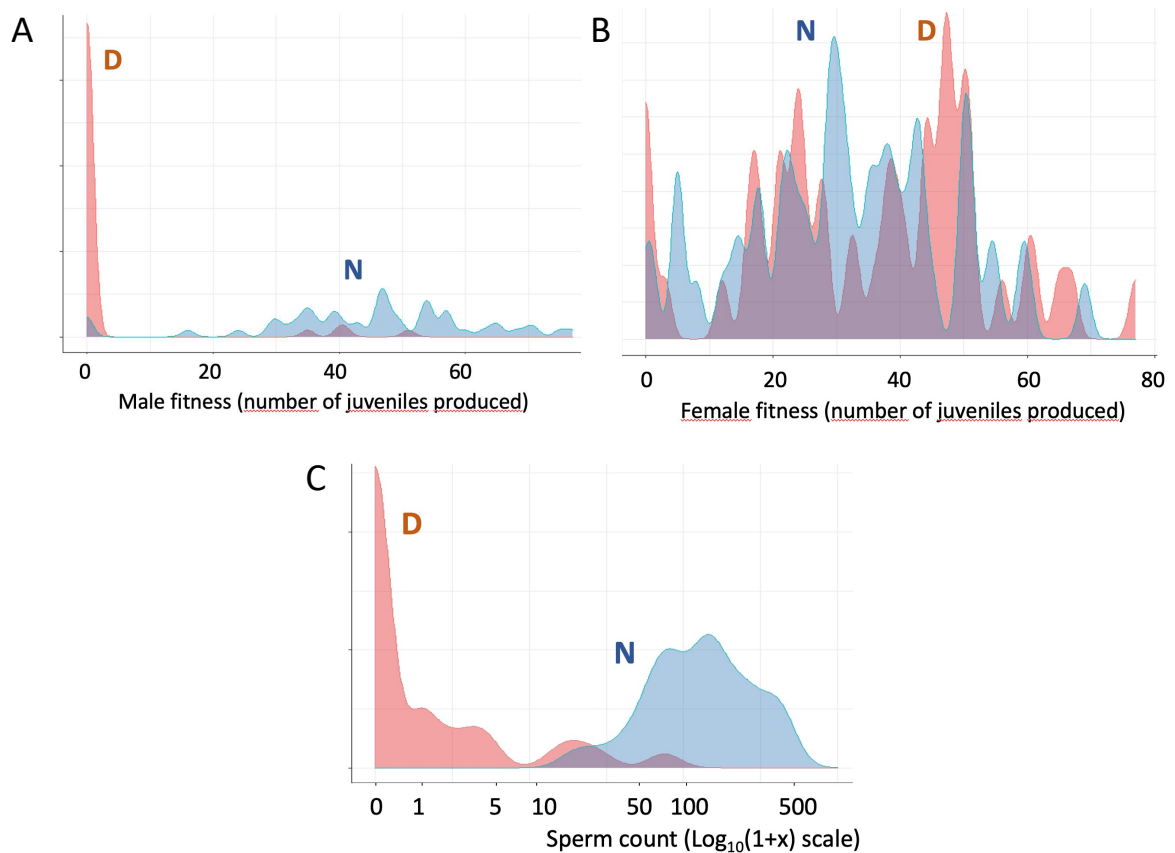 A
D
N
0 20 40 60
Male fitness (number of juveniles produced)
B
N
D
0 20 40 60 80
Female fitness (number of juveniles produced)
C
D
N
0 1 5 10 50 100 500
Sperm count (Log10(1+x) scale)